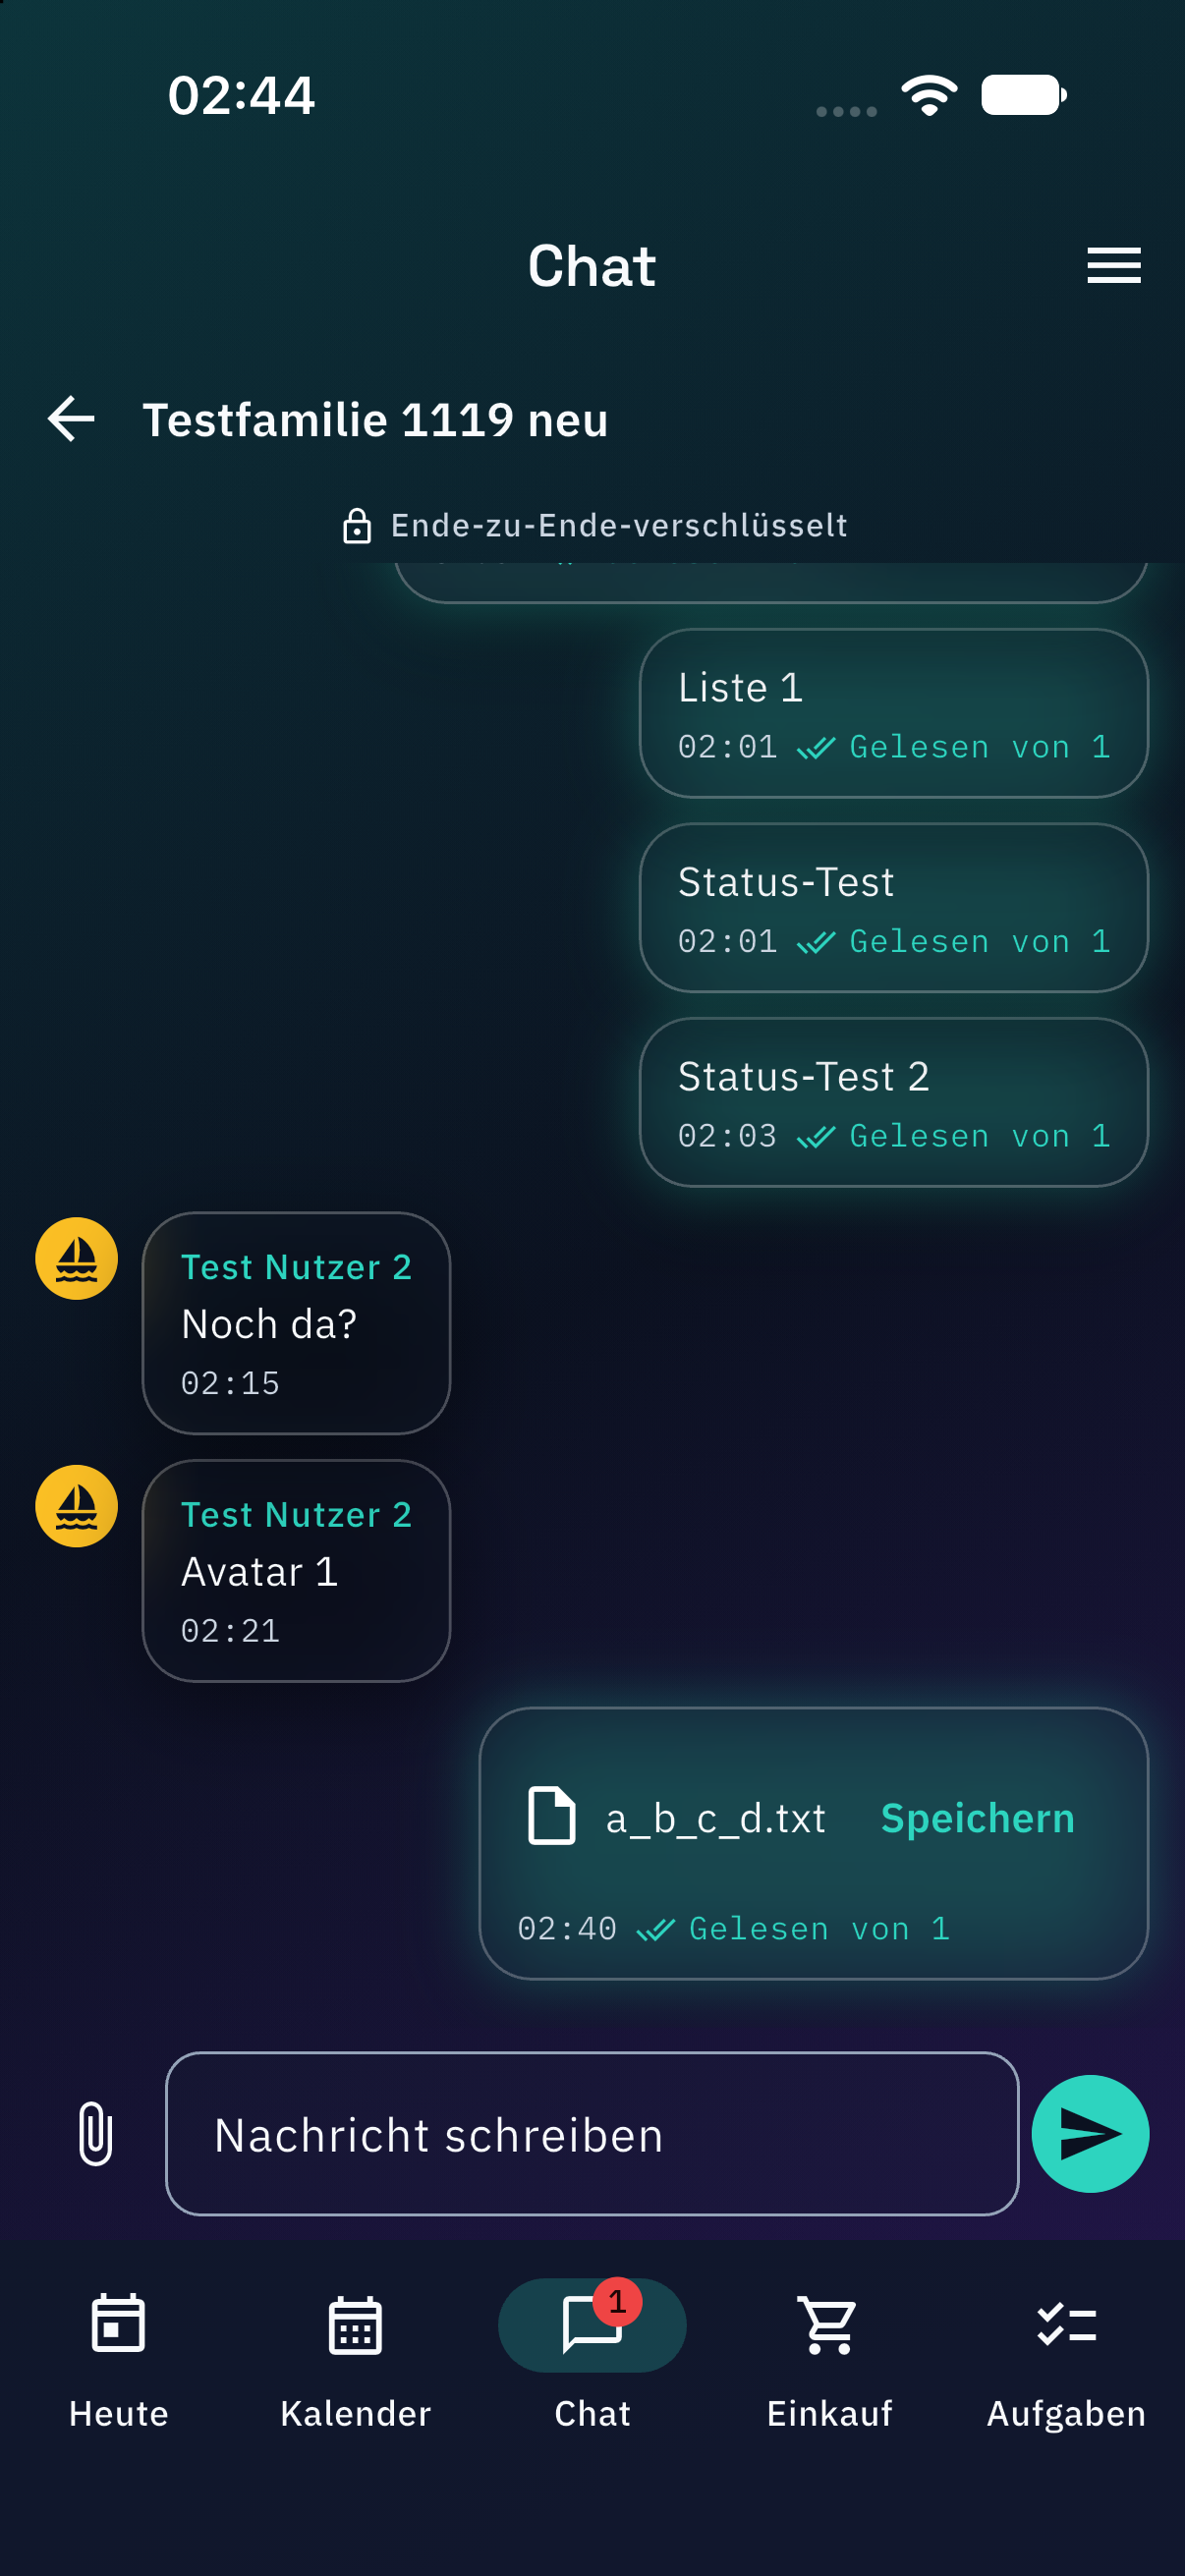 02:44
Chat
Testfamilie 1119 neu
Ende-zu-Ende-verschlüsselt
Liste 1
02:01 Gelesen von 1
Status-Test
02:01 Gelesen von 1
Status-Test 2
02:03 Gelesen von 1
Test Nutzer 2
Noch da?
02:15
Test Nutzer 2
Avatar 1
02:21
a_b_c_d.txt Speichern
02:40 Gelesen von 1
Nachricht schreiben
1
Heute Kalender Chat Einkauf Aufgaben